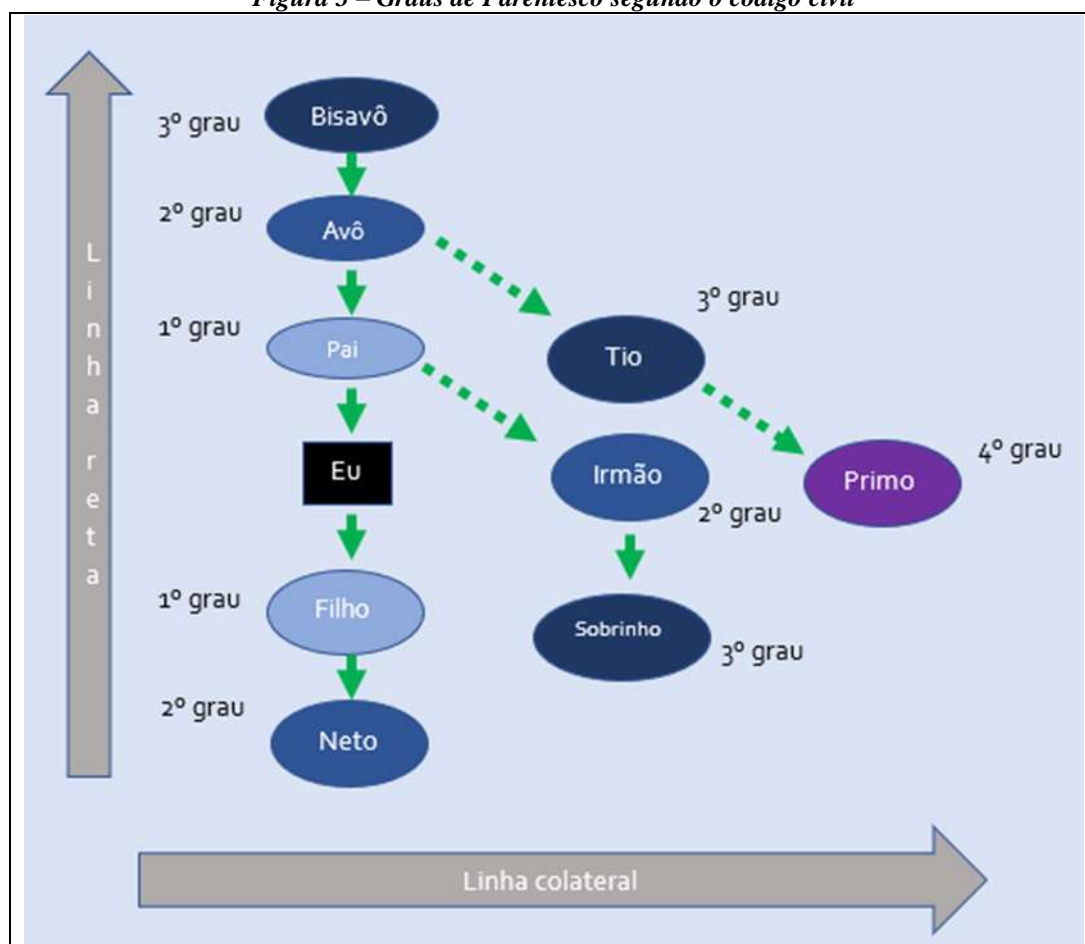 Figura 3 – Graus de Parentesco segundo o código civil
3º grau
Bisavô
2º grau
Avô
1º grau
Pai
3º grau
Tio
Eu
Irmão
2º grau
Primo
4º grau
1º grau
Filho
Sobrinho
3º grau
2º grau
Neto
Linha reta
Linha colateral